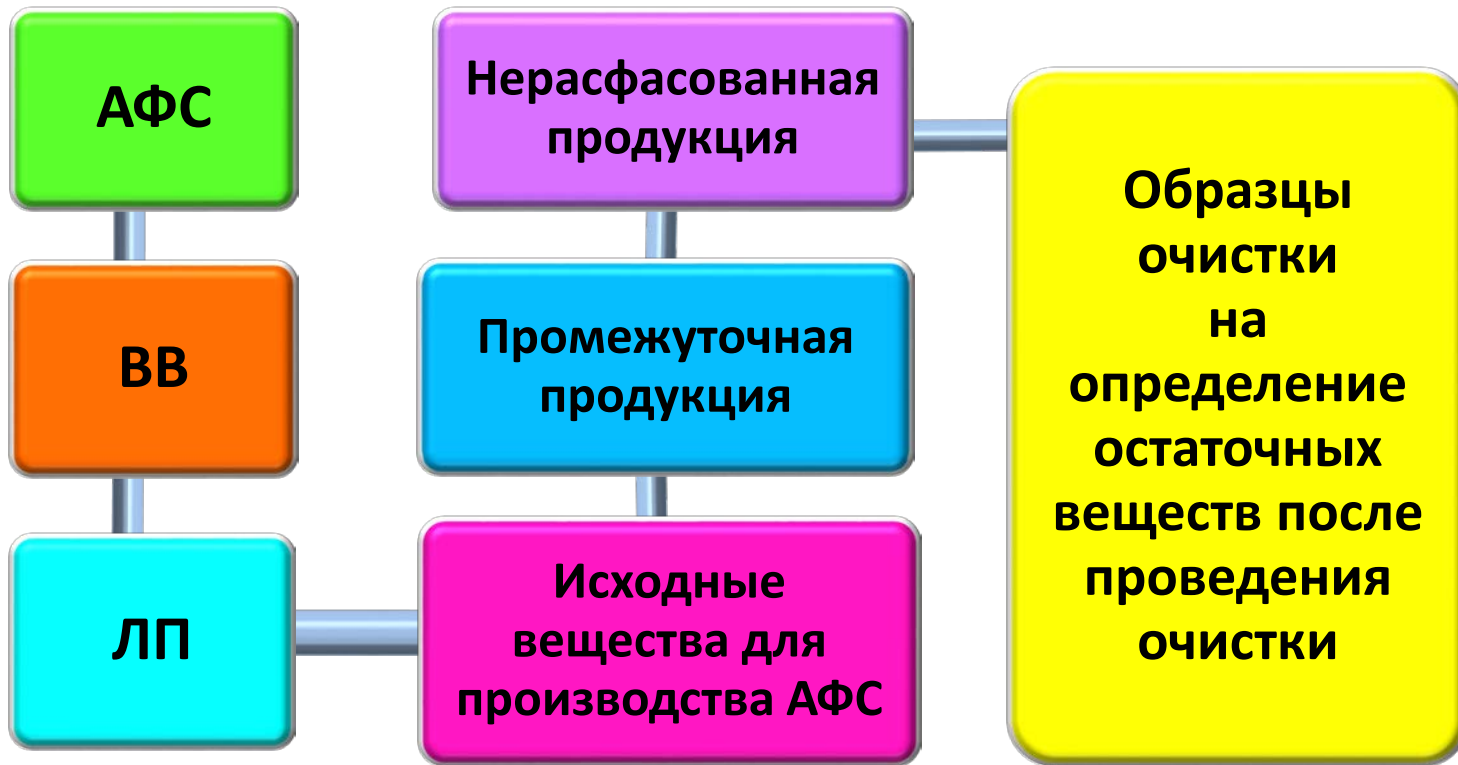 АФС
ВВ
ЛП
Нерасфасованная
продукция
Промежуточная
продукция
Исходные
вещества для
производства АФС
Образцы
очистки
на
определение
остаточных
веществ после
проведения
очистки